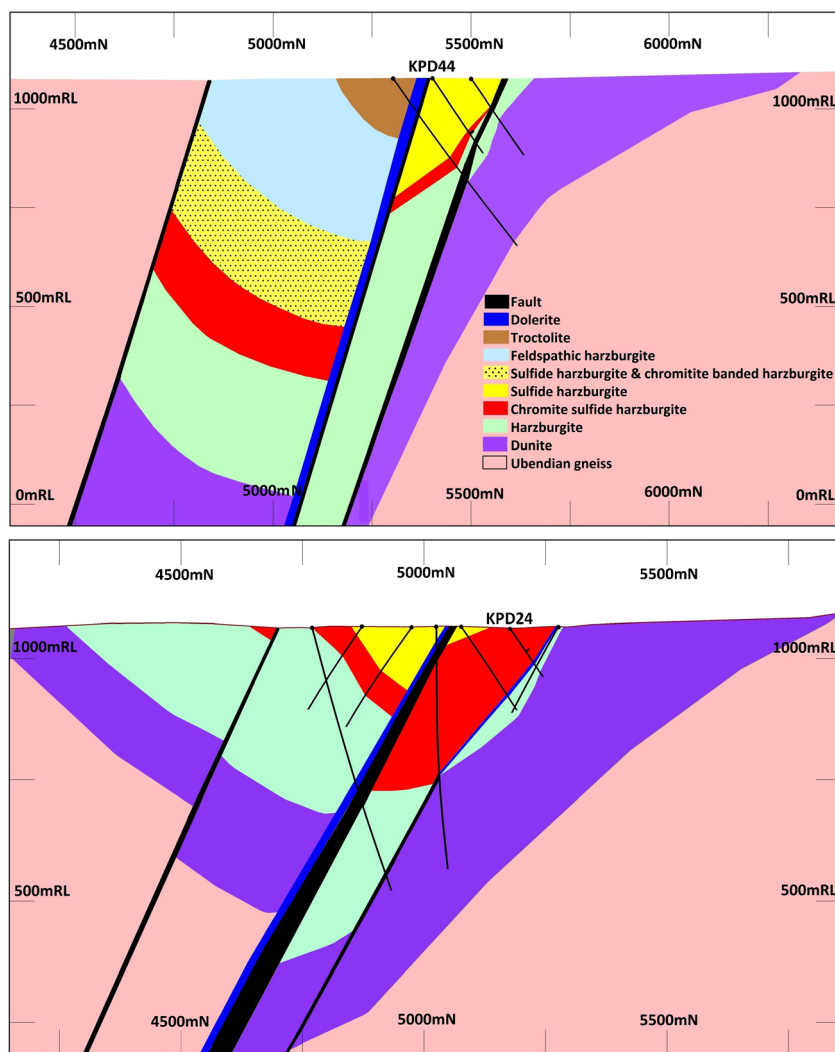 4500mN 5000mN 5500mN 6000mN
KPD44
1000mRL 1000mRL
500mRL 500mRL
Fault
Dolerite
Troctolite
Feldspathic harzburgite
Sulfide harzburgite & chromitite banded harzburgite
Sulfide harzburgite
Chromite sulfide harzburgite
Harzburgite
Dunite
Ubendian gneiss
0mRL 5000mN 5500mN 6000mN 0mRL
4500mN 5000mN 5500mN
KPD24
1000mRL 1000mRL
500mRL 500mRL
4500mN 5000mN 5500mN